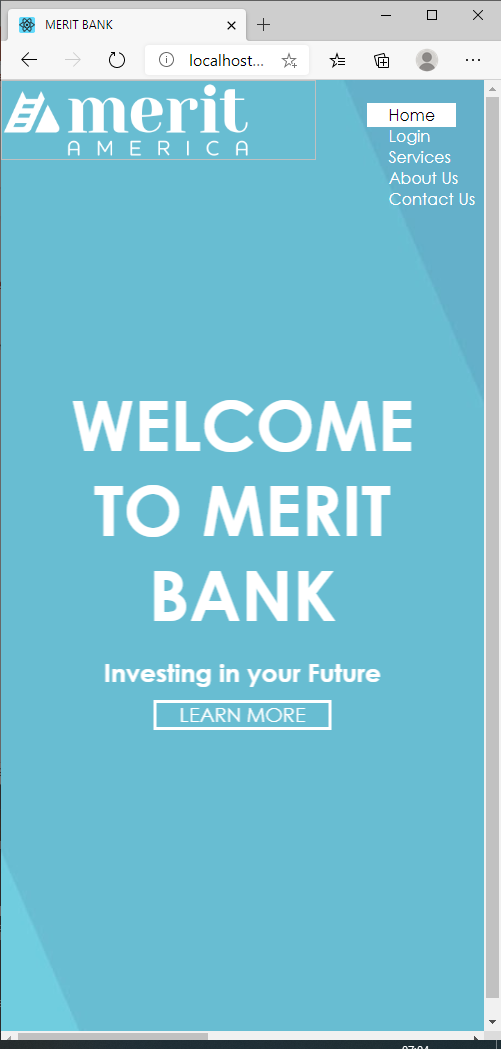 MERIT BANK
localhost...
merit
AMERICA
Home
Login
Services
About Us
Contact Us
WELCOME
TO MERIT
BANK
Investing in your Future
LEARN MORE